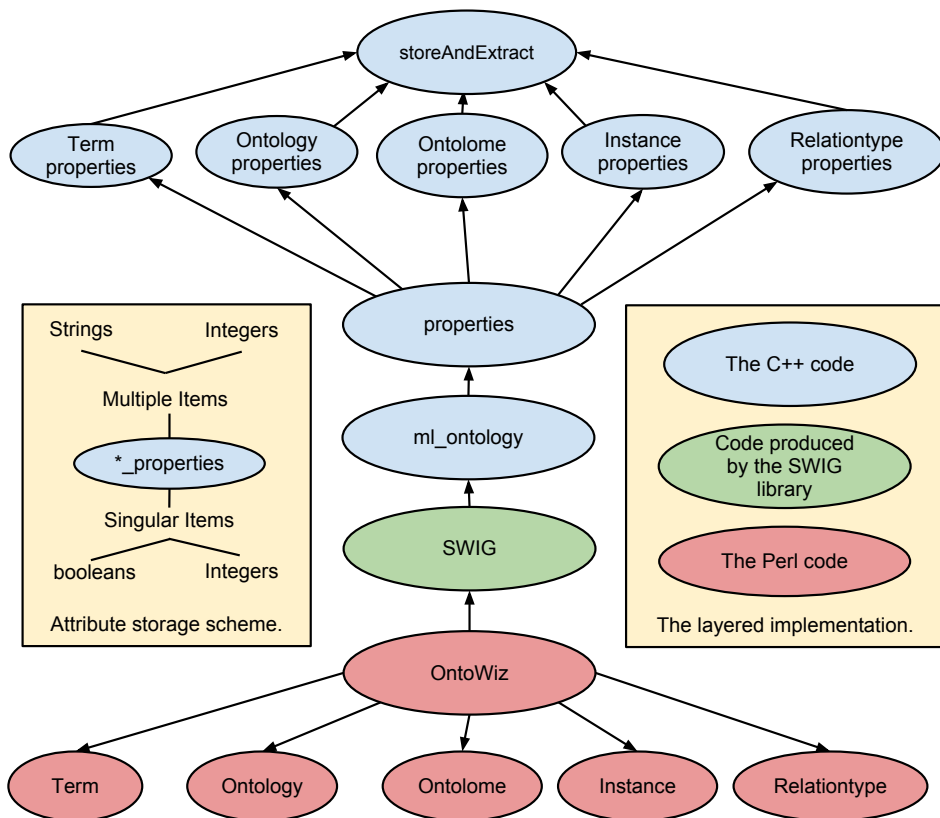 storeAndExtract
Term
properties
Ontology
properties
Ontolome
properties
Instance
properties
Relationtype
properties
properties
Strings
Integers
Multiple Items
*_properties
Singular Items
booleans
Integers
Attribute storage scheme.
ml_ontology
SWIG
The C++ code
Code produced
by the SWIG
library
The Perl code
The layered implementation.
OntoWiz
Term
Ontology
Ontolome
Instance
Relationtype